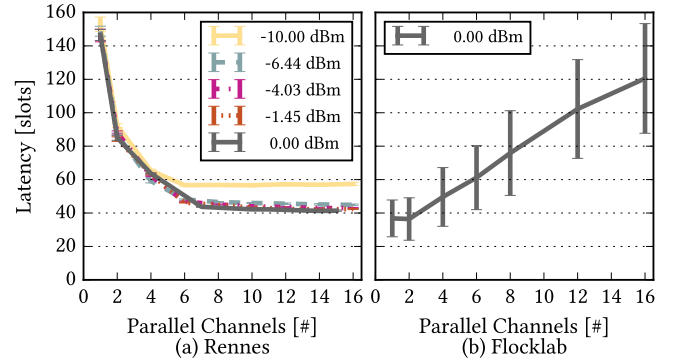 Latency [slots]
160
140
120
100
80
60
40
20
0
-10.00 dBm
-6.44 dBm
-4.03 dBm
-1.45 dBm
0.00 dBm
0 2 4 6 8 10 12 14 16
Parallel Channels [#]
(a) Rennes
0.00 dBm
0 2 4 6 8 10 12 14 16
Parallel Channels [#]
(b) Flocklab